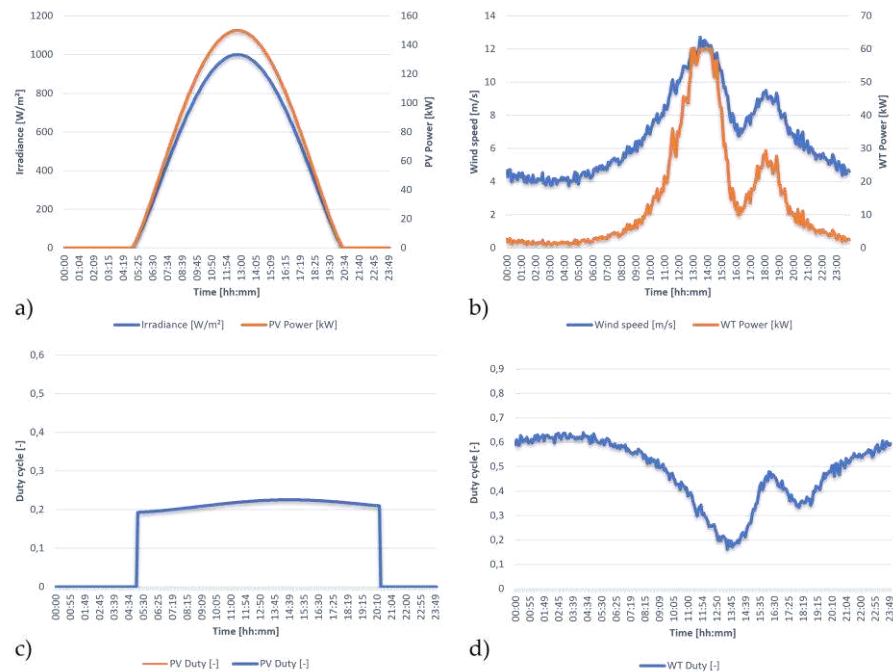 1200
1000
800
600
400
200
0
Irradiance [W/m²]
160
140
120
100
80
60
40
20
0
PV Power [kW]
00:00 01:04 02:09 03:15 04:19 05:25 06:30 07:34 08:39 09:45 10:50 11:54 13:00 14:05 15:09 16:15 17:20 18:25 19:30 20:34 21:40 22:45 23:49
Time [hh:mm]
Irradiance [W/m²] PV Power [kW]
a)
14
12
10
8
6
4
2
0
Wind speed [m/s]
70
60
50
40
30
20
10
0
WT Power [kW]
00:00 01:00 02:00 03:00 04:00 05:00 06:00 07:00 08:00 09:00 10:00 11:00 12:00 13:00 14:00 15:00 16:00 17:00 18:00 19:00 20:00 21:00 22:00 23:00
Time [hh:mm]
Wind speed [m/s] WT Power [kW]
b)
0,6
0,5
0,4
0,3
0,2
0,1
0
Duty cycle [-]
00:00 00:55 01:49 02:45 03:39 04:34 05:30 06:25 07:19 08:15 09:09 10:05 11:00 11:54 12:50 13:45 14:39 15:35 16:30 17:25 18:20 19:15 20:10 21:04 22:00 22:55 23:49
Time [hh:mm]
PV Duty [-] PV Duty [-]
c)
0,9
0,8
0,7
0,6
0,5
0,4
0,3
0,2
0,1
0
Duty cycle [-]
00:00 00:55 01:49 02:45 03:39 04:34 05:30 06:25 07:19 08:15 09:09 10:05 11:00 11:54 12:50 13:45 14:39 15:35 16:30 17:25 18:20 19:15 20:10 21:04 22:00 22:55 23:49
Time [hh:mm]
WT Duty [-]
d)